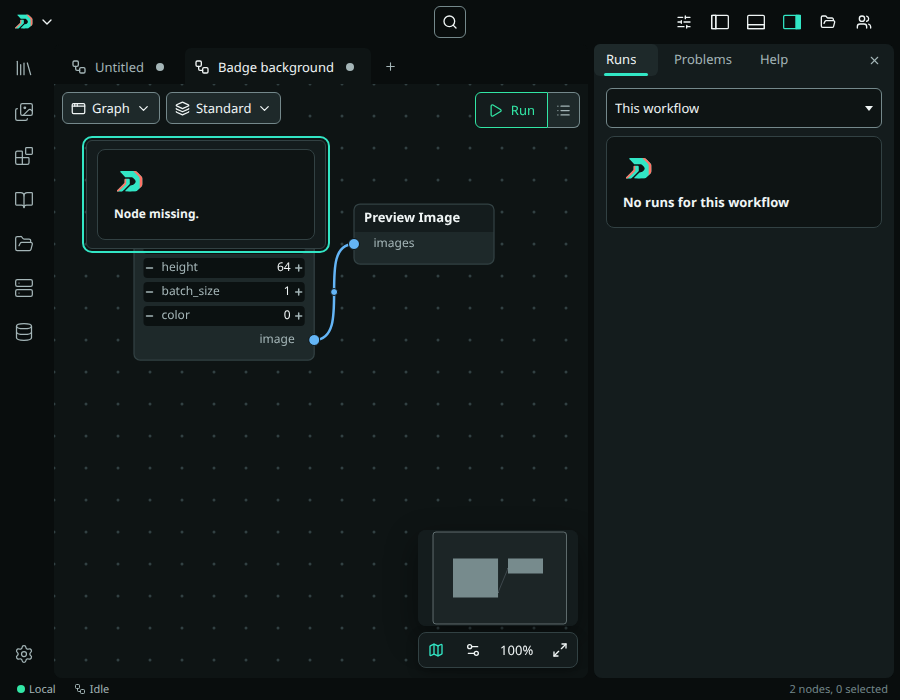 Untitled
Badge background
Runs
Problems
Help
Graph
Standard
Run
This workflow
Node missing.
No runs for this workflow
Preview Image
images
height 64
batch_size 1
color 0
image
100%
Local
Idle
2 nodes, 0 selected